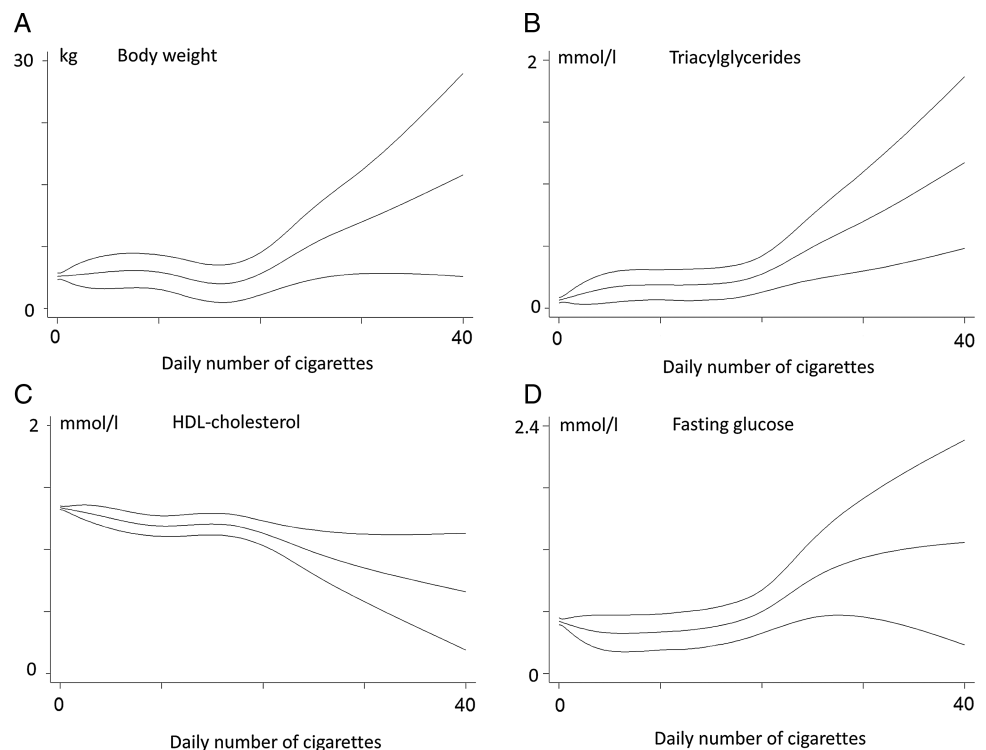 A
B
30 kg Body weight
2 mmol/l Triacylglycerides
0
0
0 40
0 40
Daily number of cigarettes
Daily number of cigarettes
C
D
2 mmol/l HDL-cholesterol
2.4 mmol/l Fasting glucose
0
0
0 40
0 40
Daily number of cigarettes
Daily number of cigarettes